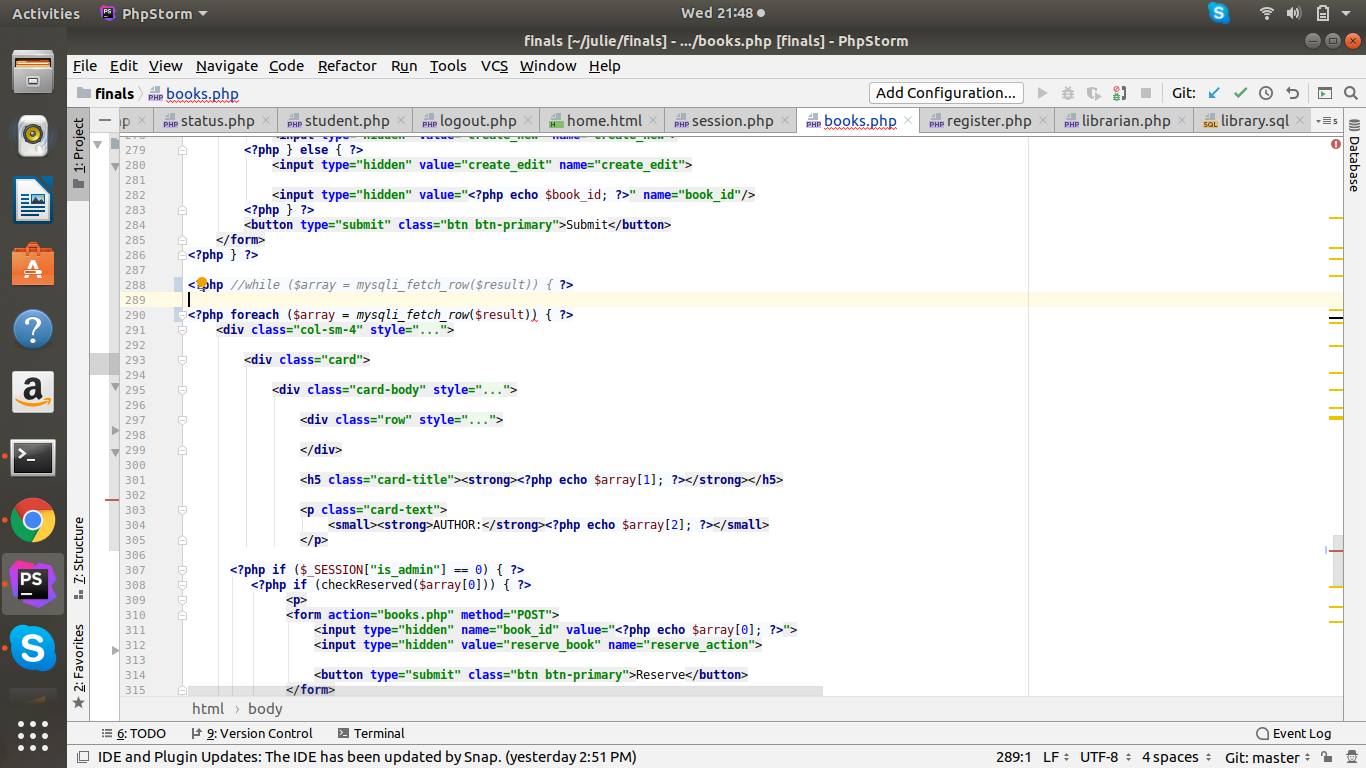 Activities PhpStorm Wed 21:48
finals [~/julie/finals] - .../books.php [finals] - PhpStorm
File Edit View Navigate Code Refactor Run Tools VCS Window Help
finals books.php Add Configuration... Git:
status.php student.php logout.php home.html session.php books.php register.php librarian.php library.sql
1: Project
7: Structure
2: Favorites
Database
279 <?php } else { ?>
280 <input type="hidden" value="create_edit" name="create_edit">
281
282 <input type="hidden" value="<?php echo $book_id; ?>" name="book_id"/>
283 <?php } ?>
284 <button type="submit" class="btn btn-primary">Submit</button>
285 </form>
286 <?php } ?>
287
288 <?php //while ($array = mysqli_fetch_row($result)) { ?>
289
290 <?php foreach ($array = mysqli_fetch_row($result)) { ?>
291 <div class="col-sm-4" style="...">
292
293 <div class="card">
294
295 <div class="card-body" style="...">
296
297 <div class="row" style="...">
298
299 </div>
300
301 <h5 class="card-title"><strong><?php echo $array[1]; ?></strong></h5>
302
303 <p class="card-text">
304 <small><strong>AUTHOR:</strong><?php echo $array[2]; ?></small>
305 </p>
306
307 <?php if ($_SESSION["is_admin"] == 0) { ?>
308 <?php if (checkReserved($array[0])) { ?>
309 <p>
310 <form action="books.php" method="POST">
311 <input type="hidden" name="book_id" value="<?php echo $array[0]; ?>">
312 <input type="hidden" value="reserve_book" name="reserve_action">
313
314 <button type="submit" class="btn btn-primary">Reserve</button>
315 </form>
html › body
6: TODO 9: Version Control Terminal Event Log
IDE and Plugin Updates: The IDE has been updated by Snap. (yesterday 2:51 PM) 289:1 LF UTF-8 4 spaces Git: master